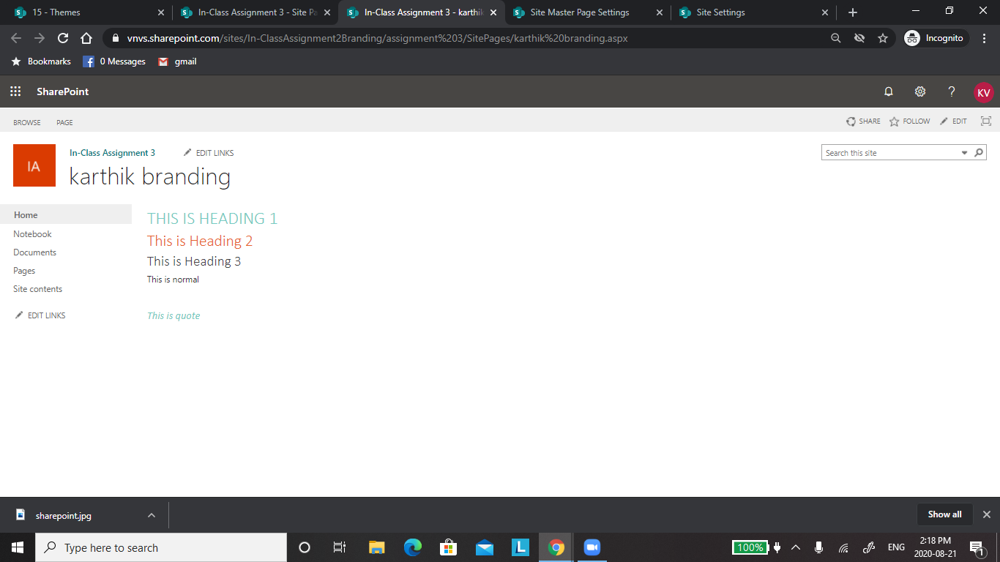 15 - Themes
In-Class Assignment 3 - Site Pa
In-Class Assignment 3 - karthik
Site Master Page Settings
Site Settings
vnvs.sharepoint.com/sites/In-ClassAssignment2Branding/assignment%203/SitePages/karthik%20branding.aspx
Incognito
Bookmarks
0 Messages
gmail
SharePoint
KV
BROWSE
PAGE
SHARE
FOLLOW
EDIT
IA
In-Class Assignment 3
EDIT LINKS
Search this site
karthik branding
Home
Notebook
Documents
Pages
Site contents
EDIT LINKS
THIS IS HEADING 1
This is Heading 2
This is Heading 3
This is normal
This is quote
sharepoint.jpg
Show all
Type here to search
100%
ENG
2:18 PM
2020-08-21
1